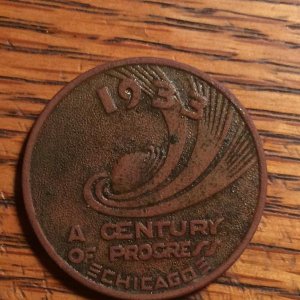 1933
A CENTURY
OF PROGRESS
CHICAGO